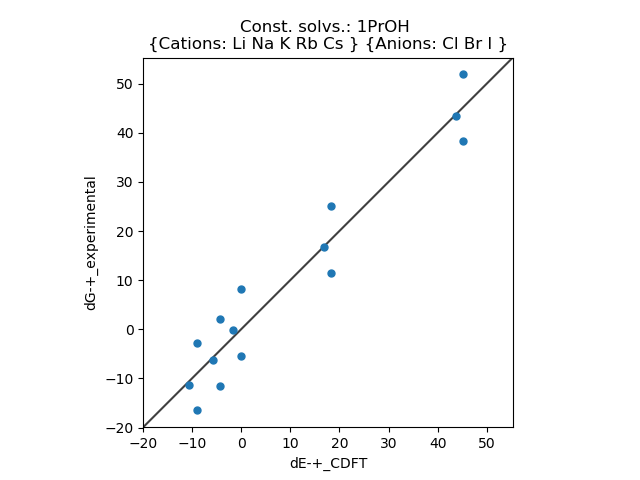 Const. solvs.: 1PrOH
{Cations: Li Na K Rb Cs } {Anions: Cl Br I }
dG-+_experimental
50
40
30
20
10
0
−10
−20
−20 −10 0 10 20 30 40 50
dE-+_CDFT